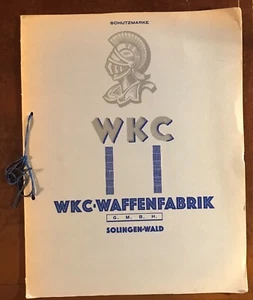 SCHUTZMARKE
WKC
WKC·WAFFENFABRIK
G. M. B. H.
SOLINGEN-WALD